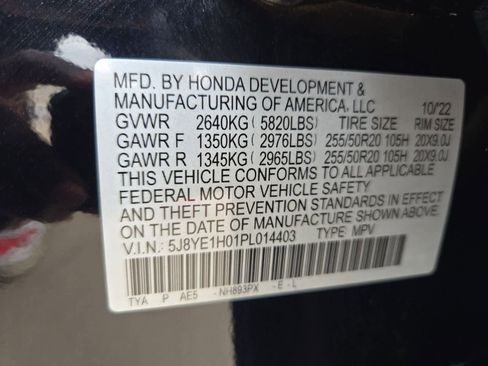 MFD. BY HONDA DEVELOPMENT &
MANUFACTURING OF AMERICA, LLC 10/'22
GVWR 2640KG (5820LBS) TIRE SIZE RIM SIZE
GAWR F 1350KG (2976LBS) 255/50R20 105H 20X9.0J
GAWR R 1345KG (2965LBS) 255/50R20 105H 20X9.0J
THIS VEHICLE CONFORMS TO ALL APPLICABLE
FEDERAL MOTOR VEHICLE SAFETY
AND THEFT PREVENTION STANDARDS IN EFFECT
ON THE DATE OF MANUFACTURE SHOWN ABOVE.
V.I.N.: 5J8YE1H01PL014403 TYPE: MPV
TYA P AE5 - NH893PX - E - L